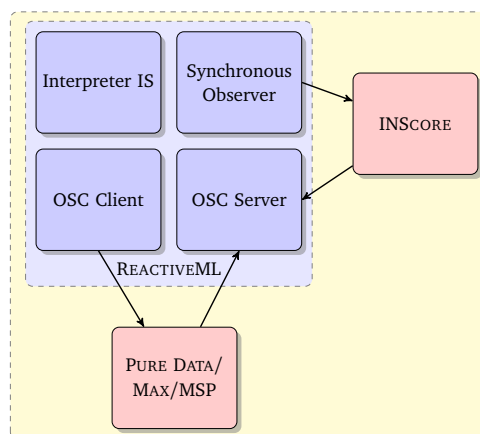 Interpreter IS
Synchronous
Observer
INSCORE
OSC Client
OSC Server
REACTIVEML
PURE DATA/
MAX/MSP